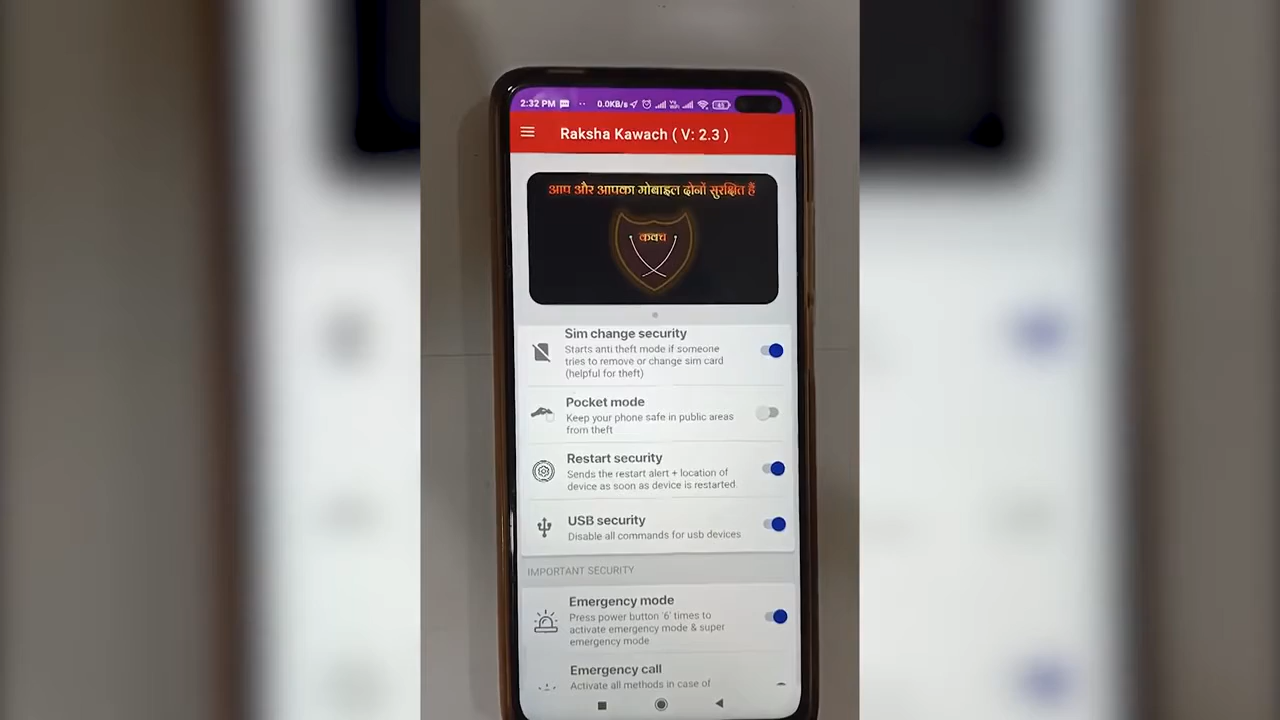 2:32 PM
0.0KB/s
Raksha Kawach ( V: 2.3 )
आप और आपका मोबाइल दोनों सुरक्षित हैं
कवच
Sim change security
Starts anti theft mode if someone
tries to remove or change sim card
(helpful for theft)
Pocket mode
Keep your phone safe in public areas
from theft
Restart security
Sends the restart alert + location of
device as soon as device is restarted.
USB security
Disable all commands for usb devices
IMPORTANT SECURITY
Emergency mode
Press power button '6' times to
activate emergency mode & super
emergency mode
Emergency call
Activate all methods in case of